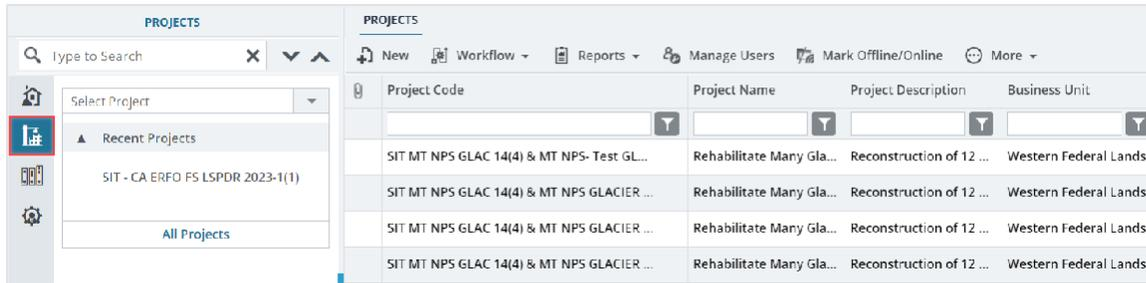 PROJECTS
Type to Search
Select Project
Recent Projects
SIT - CA ERFO FS LSPDR 2023-1(1)
All Projects
PROJECTS
New Workflow Reports Manage Users Mark Offline/Online More
Project Code Project Name Project Description Business Unit
SIT MT NPS GLAC 14(4) & MT NPS- Test GL... Rehabilitate Many Gla... Reconstruction of 12 ... Western Federal Lands
SIT MT NPS GLAC 14(4) & MT NPS GLACIER ... Rehabilitate Many Gla... Reconstruction of 12 ... Western Federal Lands
SIT MT NPS GLAC 14(4) & MT NPS GLACIER ... Rehabilitate Many Gla... Reconstruction of 12 ... Western Federal Lands
SIT MT NPS GLAC 14(4) & MT NPS GLACIER ... Rehabilitate Many Gla... Reconstruction of 12 ... Western Federal Lands